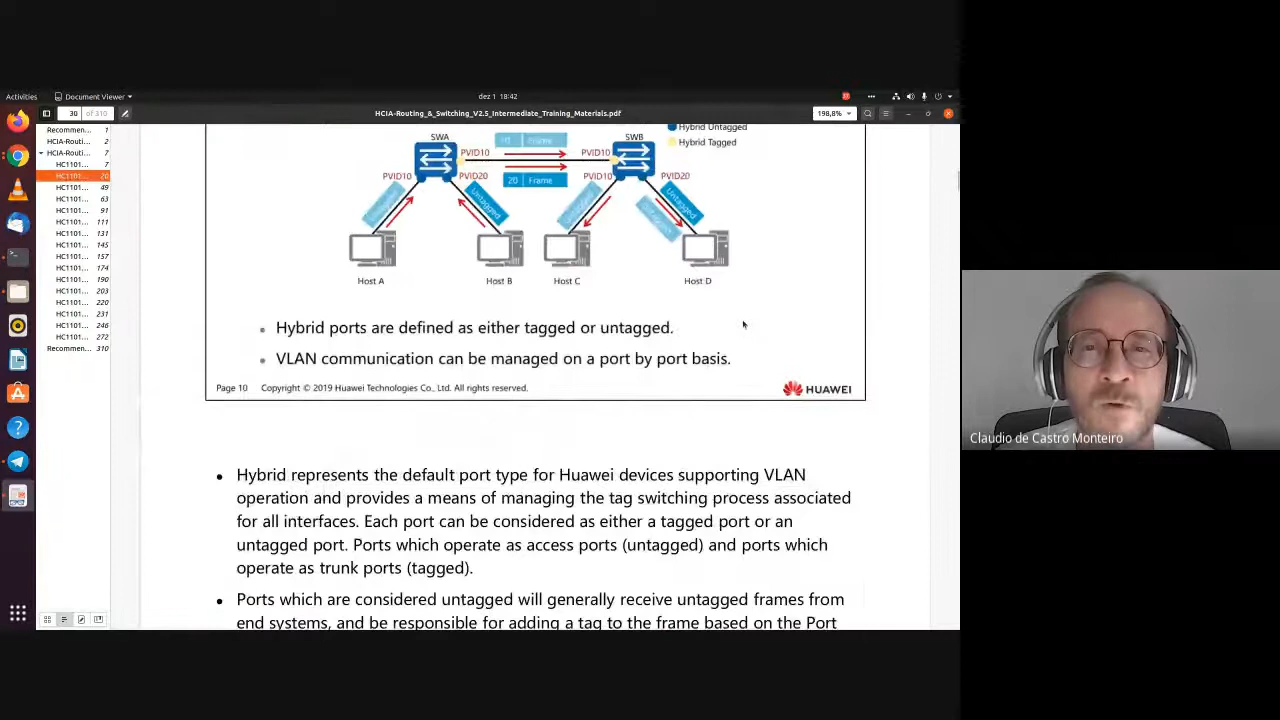 Activities Document Viewer dez 1 18:42
30 of 310 HCIA-Routing_&_Switching_V2.5_Intermediate_Training_Materials.pdf 198,8%
Recommen... 1
HCIA-Routi... 2
HCIA-Routi... 7
HC1101... 7
HC1101... 20
HC1101... 49
HC1101... 63
HC1101... 91
HC1101... 111
HC1101... 131
HC1101... 145
HC1101... 157
HC1101... 174
HC1101... 190
HC1101... 203
HC1101... 220
HC1101... 231
HC1101... 246
HC1101... 272
Recommen... 310
Hybrid Untagged
Hybrid Tagged
SWA SWB
PVID10 Frame PVID10
PVID10 PVID20 20 Frame PVID10 PVID20
Untagged Untagged
Host A Host B Host C Host D
• Hybrid ports are defined as either tagged or untagged.
• VLAN communication can be managed on a port by port basis.
Page 10 Copyright © 2019 Huawei Technologies Co., Ltd. All rights reserved. HUAWEI
• Hybrid represents the default port type for Huawei devices supporting VLAN
operation and provides a means of managing the tag switching process associated
for all interfaces. Each port can be considered as either a tagged port or an
untagged port. Ports which operate as access ports (untagged) and ports which
operate as trunk ports (tagged).
• Ports which are considered untagged will generally receive untagged frames from
end systems, and be responsible for adding a tag to the frame based on the Port
Claudio de Castro Monteiro